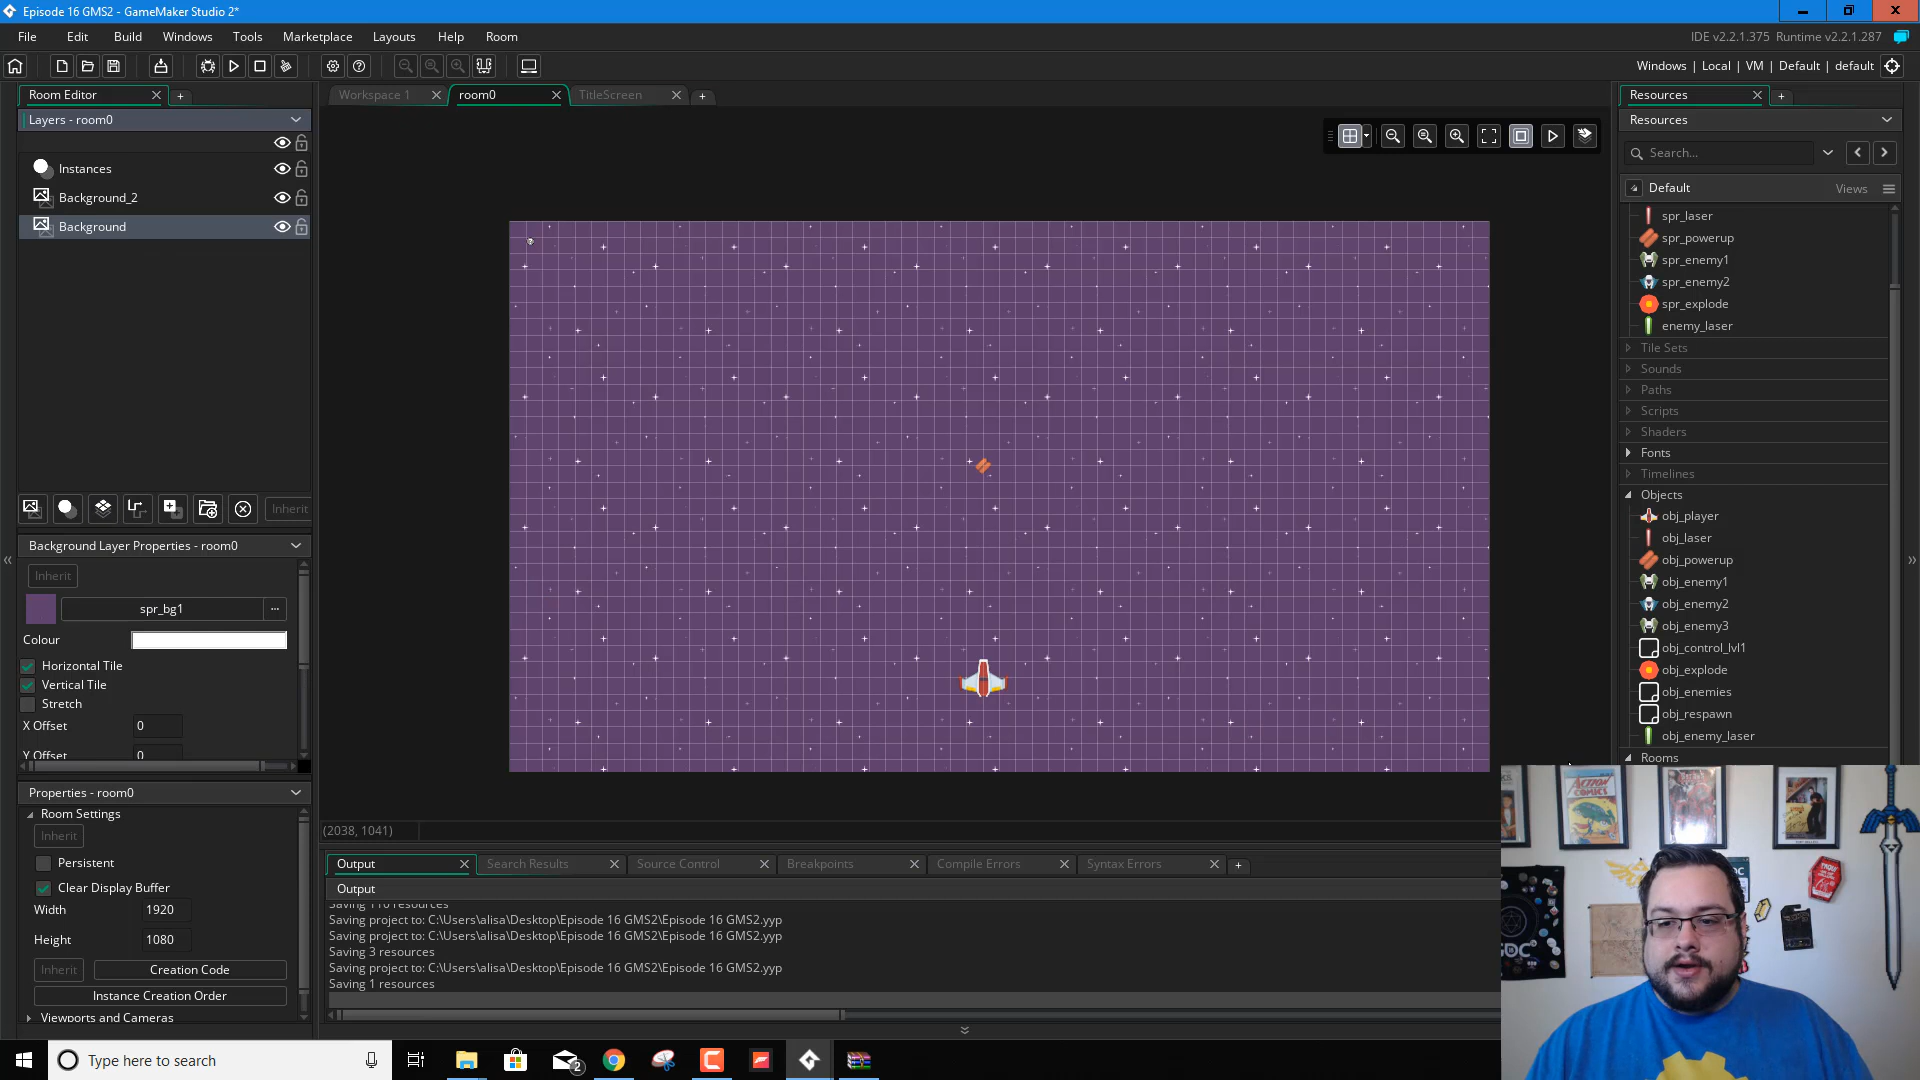 Episode 16 GMS2 - GameMaker Studio 2*
File Edit Build Windows Tools Marketplace Layouts Help Room
IDE v2.2.1.375 Runtime v2.2.1.287
Windows | Local | VM | Default | default
Room Editor
Layers - room0
Instances
Background_2
Background
Inherit
Background Layer Properties - room0
Inherit
spr_bg1
...
Colour
Horizontal Tile
Vertical Tile
Stretch
X Offset 0
Y Offset 0
Properties - room0
Room Settings
Inherit
Persistent
Clear Display Buffer
Width 1920
Height 1080
Inherit Creation Code
Instance Creation Order
Viewports and Cameras
Workspace 1 room0 TitleScreen
(2038, 1041)
Output Search Results Source Control Breakpoints Compile Errors Syntax Errors
Output
Saving 110 resources
Saving project to: C:\Users\alisa\Desktop\Episode 16 GMS2\Episode 16 GMS2.yyp
Saving project to: C:\Users\alisa\Desktop\Episode 16 GMS2\Episode 16 GMS2.yyp
Saving 3 resources
Saving project to: C:\Users\alisa\Desktop\Episode 16 GMS2\Episode 16 GMS2.yyp
Saving 1 resources
Resources
Resources
Search...
Default Views
spr_laser
spr_powerup
spr_enemy1
spr_enemy2
spr_explode
enemy_laser
Tile Sets
Sounds
Paths
Scripts
Shaders
Fonts
Timelines
Objects
obj_player
obj_laser
obj_powerup
obj_enemy1
obj_enemy2
obj_enemy3
obj_control_lvl1
obj_explode
obj_enemies
obj_respawn
obj_enemy_laser
Rooms
ACTION COMICS
GDC
Type here to search
2